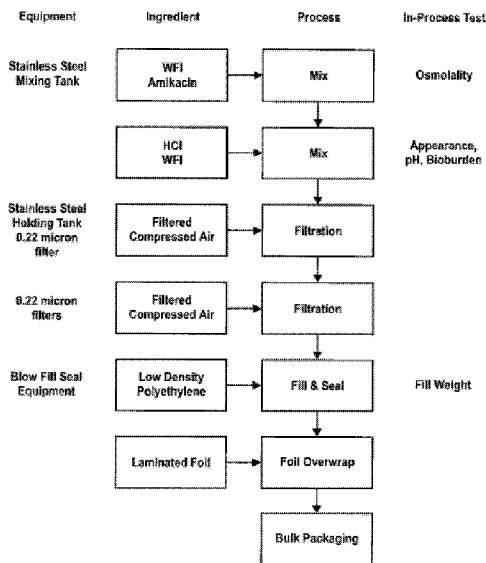 Equipment Ingredient Process In-Process Test
Stainless Steel
Mixing Tank
WFI
Amikacin
Mix
Osmolality
HCl
WFI
Mix
Appearance,
pH, Bioburden
Stainless Steel
Holding Tank
0.22 micron
filter
Filtered
Compressed Air
Filtration
0.22 micron
filters
Filtered
Compressed Air
Filtration
Blow Fill Seal
Equipment
Low Density
Polyethylene
Fill & Seal
Fill Weight
Laminated Foil
Foil Overwrap
Bulk Packaging